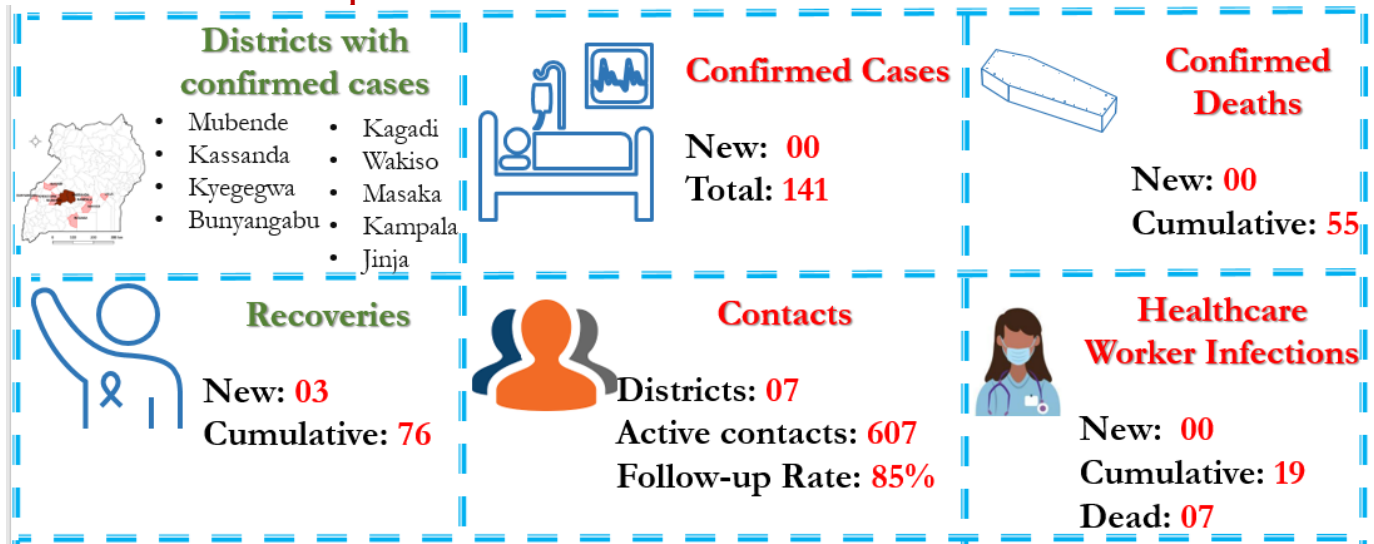 Districts with
confirmed cases
• Mubende
• Kassanda
• Kyegegwa
• Bunyangabu
• Kagadi
• Wakiso
• Masaka
• Kampala
• Jinja
Confirmed Cases
New: 00
Total: 141
Confirmed
Deaths
New: 00
Cumulative: 55
Recoveries
New: 03
Cumulative: 76
Contacts
Districts: 07
Active contacts: 607
Follow-up Rate: 85%
Healthcare
Worker Infections
New: 00
Cumulative: 19
Dead: 07